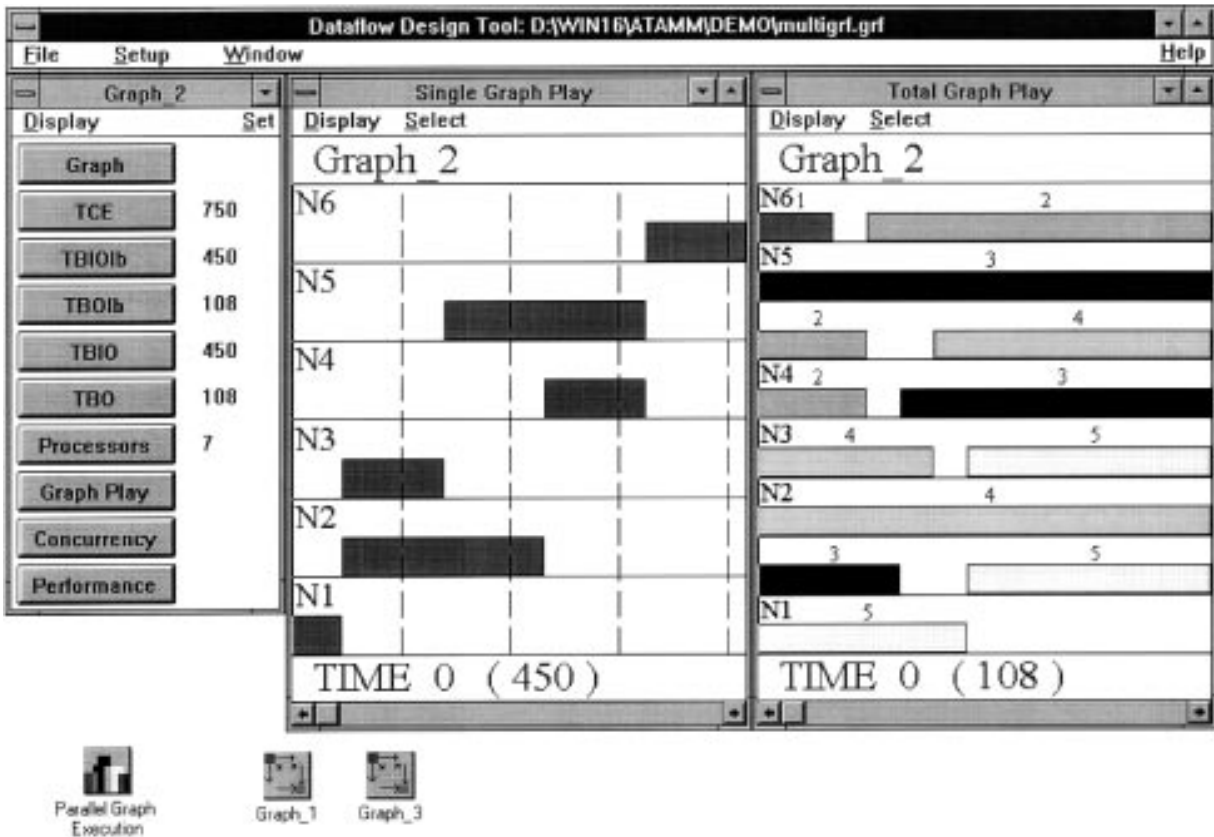 Dataflow Design Tool: D:\WIN16\ATAMM\DEMO\multigrf.grf
File Setup Window Help
Graph_2
Display Set
Graph
TCE 750
TBIOlb 450
TBOlb 108
TBIO 450
TBO 108
Processors 7
Graph Play
Concurrency
Performance
Single Graph Play
Display Select
Graph_2
N6
N5
N4
N3
N2
N1
TIME 0 ( 450 )
Total Graph Play
Display Select
Graph_2
N6 1 2
N5 3
2 4
N4 2 3
N3 4 5
N2 4
3 5
N1 5
TIME 0 ( 108 )
Parallel Graph
Execution
Graph_1
Graph_3